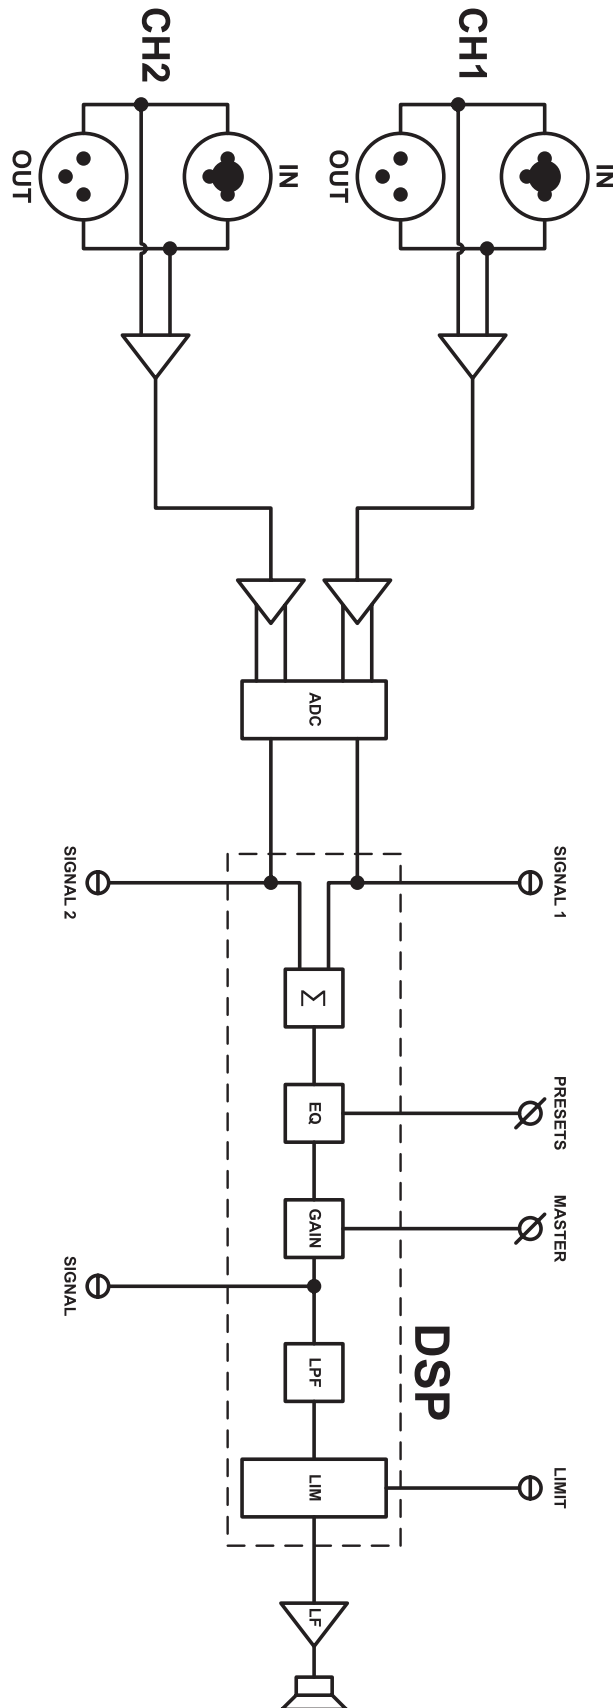 CH1
IN
OUT
CH2
IN
OUT
ADC
SIGNAL 1
SIGNAL 2
Σ
EQ
PRESETS
GAIN
MASTER
SIGNAL
DSP
LPF
LIM
LIMIT
LF